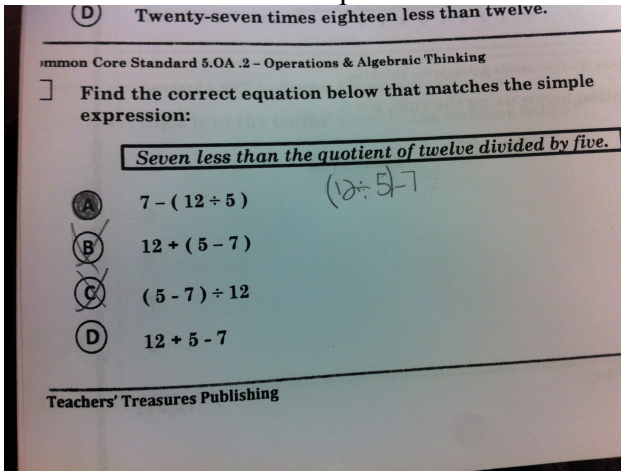 D Twenty-seven times eighteen less than twelve.
mmon Core Standard 5.OA .2 – Operations & Algebraic Thinking
Find the correct equation below that matches the simple
expression:
Seven less than the quotient of twelve divided by five.
(12÷5)-7
A 7 – ( 12 ÷ 5 )
B 12 ÷ ( 5 – 7 )
C ( 5 - 7 ) ÷ 12
D 12 ÷ 5 - 7
Teachers' Treasures Publishing